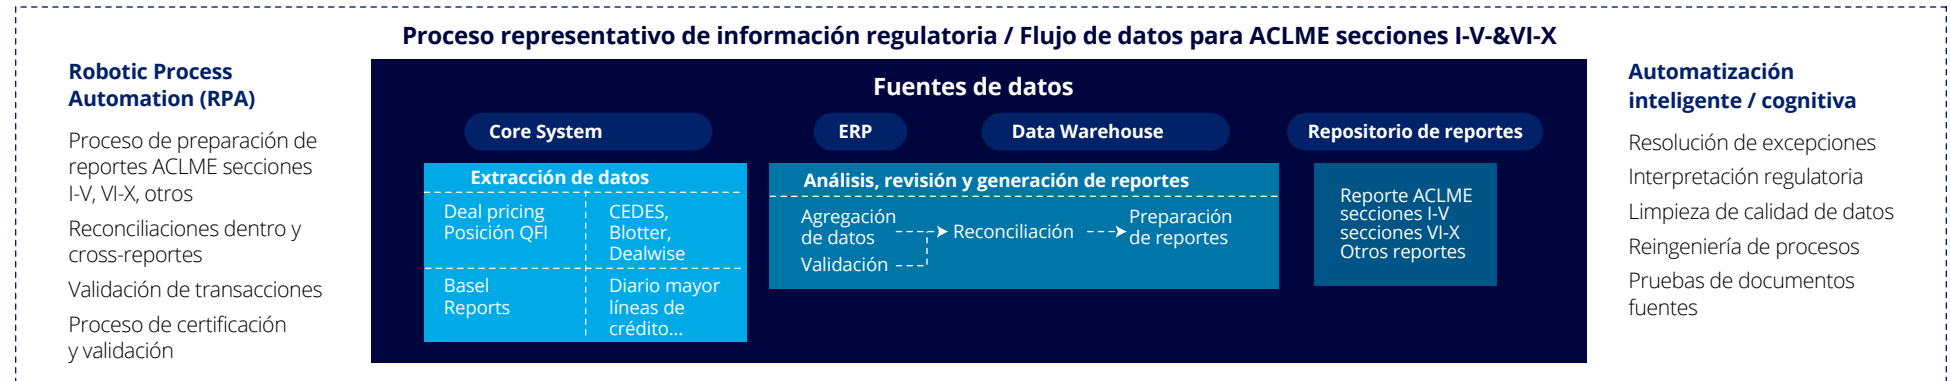 Proceso representativo de información regulatoria / Flujo de datos para ACLME secciones I-V-&VI-X
Robotic Process
Automation (RPA)
Proceso de preparación de
reportes ACLME secciones
I-V, VI-X, otros
Reconciliaciones dentro y
cross-reportes
Validación de transacciones
Proceso de certificación
y validación
Fuentes de datos
Core System
ERP
Data Warehouse
Repositorio de reportes
Extracción de datos
Deal pricing
Posición QFI
CEDES,
Blotter,
Dealwise
Basel
Reports
Diario mayor
líneas de
crédito...
Análisis, revisión y generación de reportes
Agregación
de datos
Validación
Reconciliación
Preparación
de reportes
Reporte ACLME
secciones I-V
secciones VI-X
Otros reportes
Automatización
inteligente / cognitiva
Resolución de excepciones
Interpretación regulatoria
Limpieza de calidad de datos
Reingeniería de procesos
Pruebas de documentos
fuentes